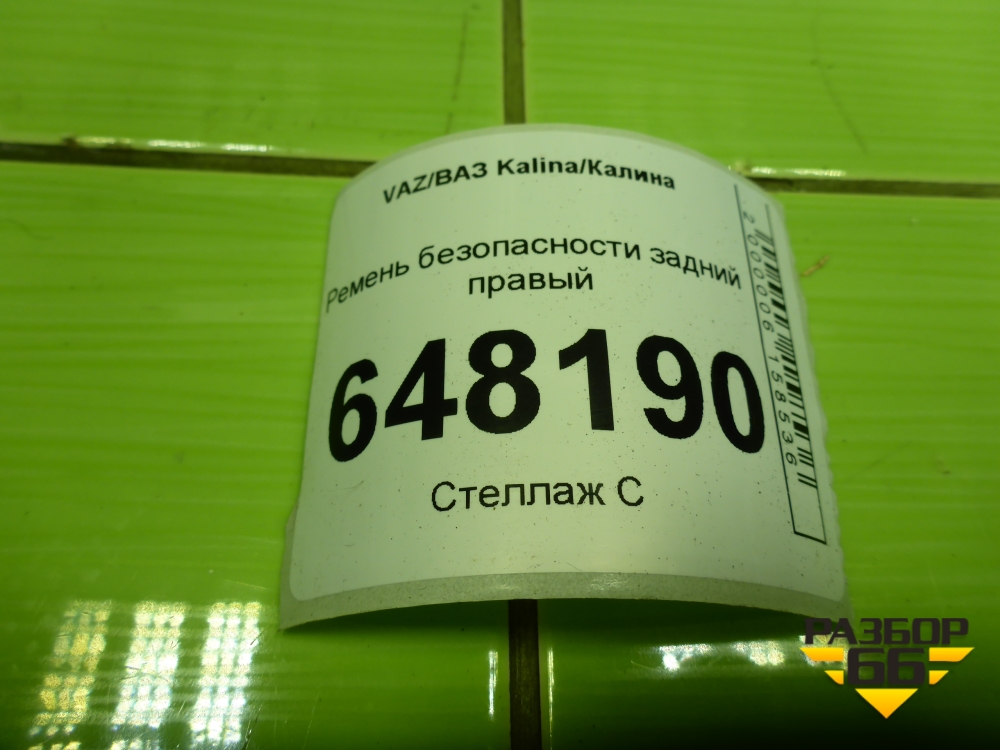 VAZ/ВАЗ Kalina/Калина
Ремень безопасности задний
правый
648190
Стеллаж С
2000006158536
РАЗБОР
66